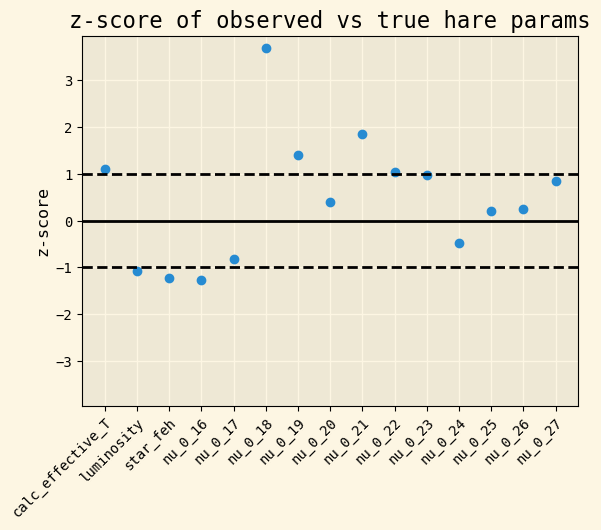 z-score of observed vs true hare params
z-score
3
2
1
0
−1
−2
−3
calc_effective_T
luminosity
star_feh
nu_0_16
nu_0_17
nu_0_18
nu_0_19
nu_0_20
nu_0_21
nu_0_22
nu_0_23
nu_0_24
nu_0_25
nu_0_26
nu_0_27